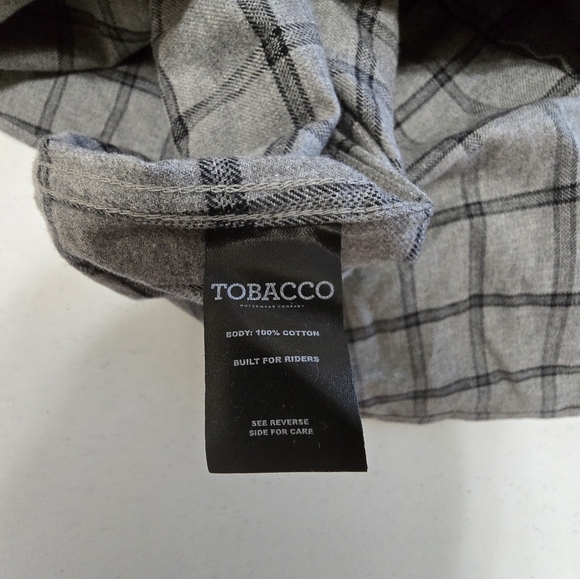 TOBACCO
MOTORWEAR COMPANY
BODY: 100% COTTON
BUILT FOR RIDERS
SEE REVERSE
SIDE FOR CARE